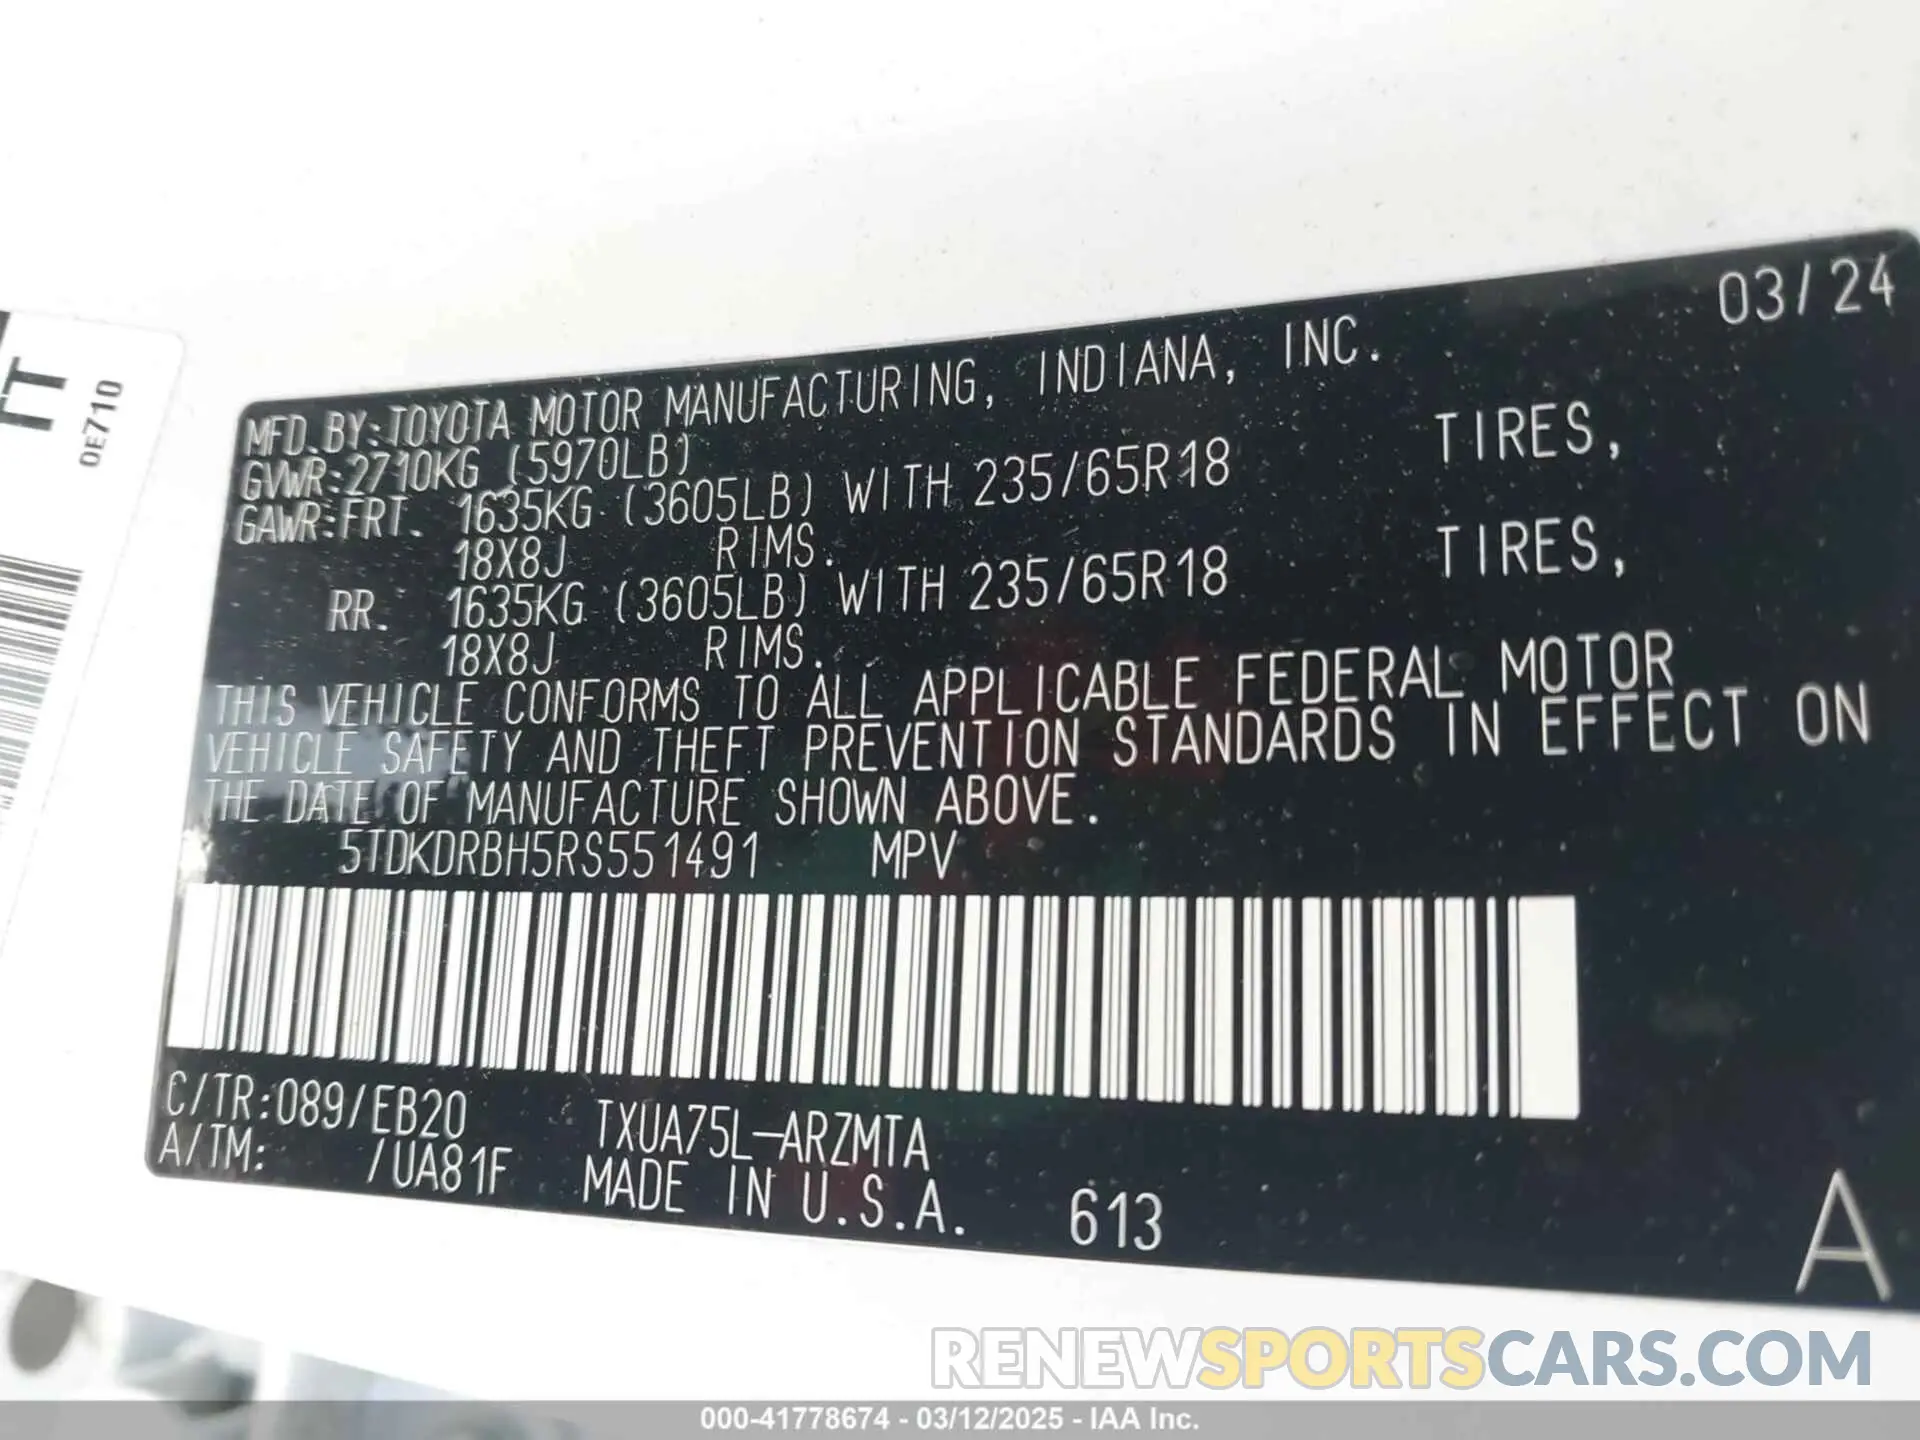 03/24
MFD.BY:TOYOTA MOTOR MANUFACTURING, INDIANA, INC.
GVWR:2710KG (5970LB)
GAWR:FRT. 1635KG (3605LB) WITH 235/65R18 TIRES,
18X8J RIMS.
RR. 1635KG (3605LB) WITH 235/65R18 TIRES,
18X8J RIMS.
THIS VEHICLE CONFORMS TO ALL APPLICABLE FEDERAL MOTOR
VEHICLE SAFETY AND THEFT PREVENTION STANDARDS IN EFFECT ON
THE DATE OF MANUFACTURE SHOWN ABOVE.
5TDKDRBH5RS551491 MPV
C/TR:089/EB20 TXUA75L-ARZMTA
A/TM: /UA81F MADE IN U.S.A. 613
A
0E710
RENEWSPORTSCARS.COM
000-41778674 - 03/12/2025 - IAA Inc.